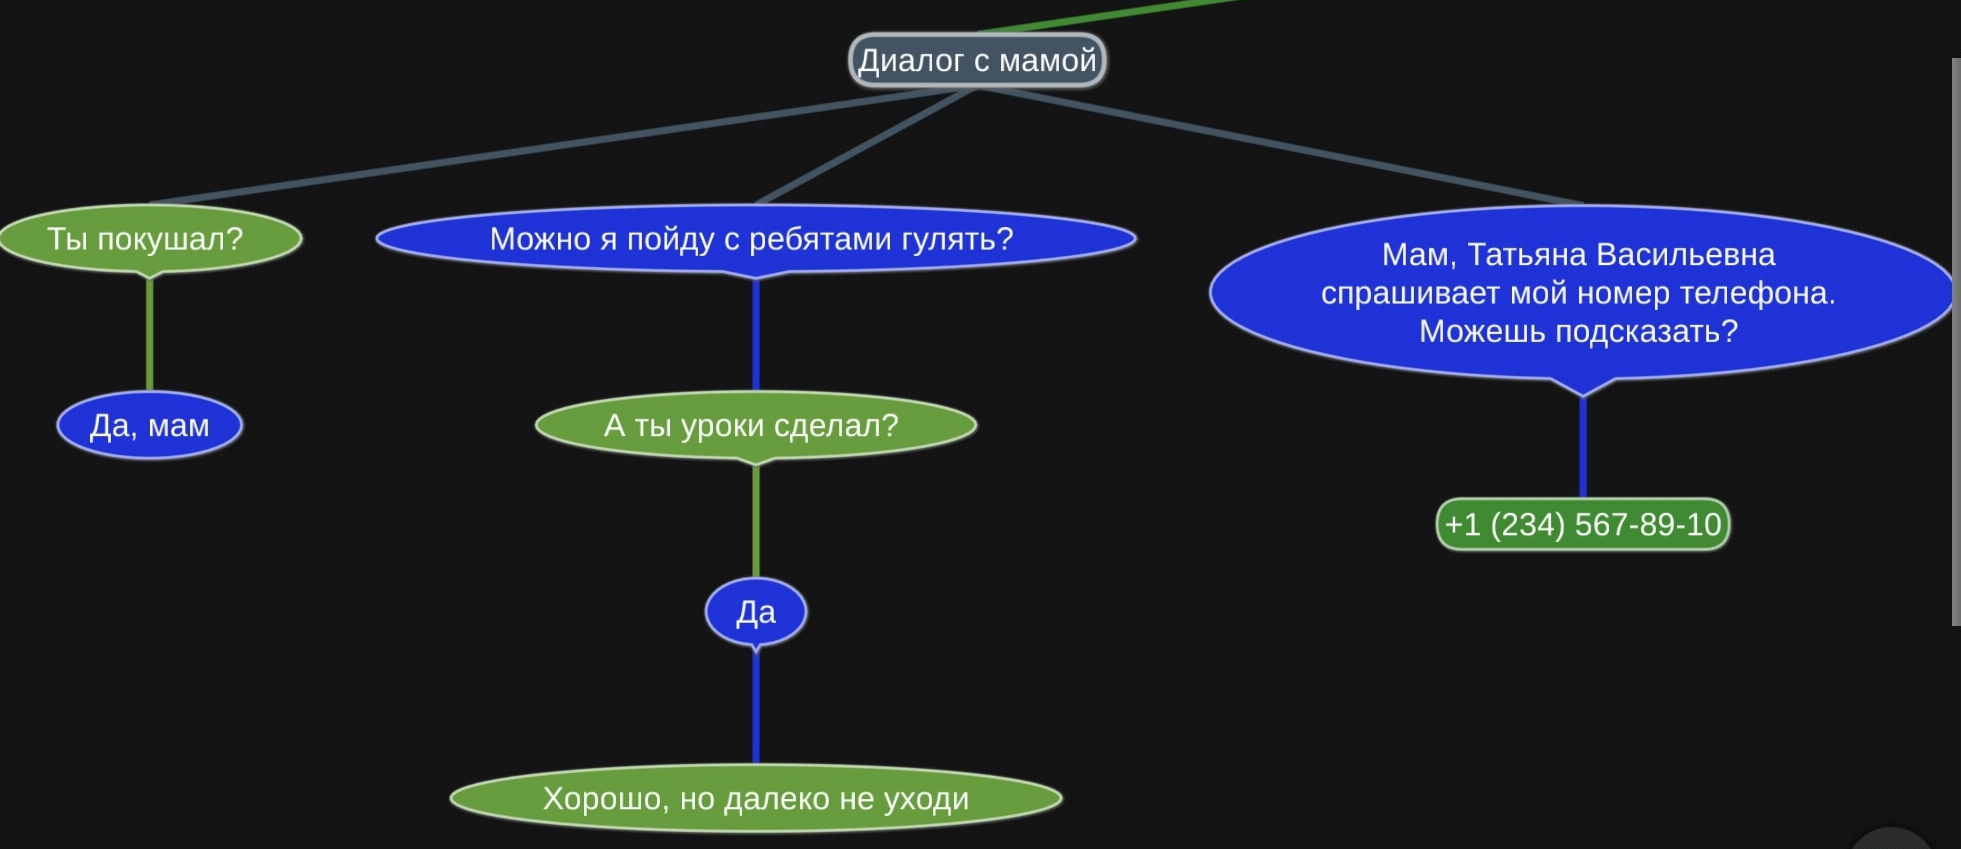 Диалог с мамой
Ты покушал?
Можно я пойду с ребятами гулять?
Мам, Татьяна Васильевна
спрашивает мой номер телефона.
Можешь подсказать?
Да, мам
А ты уроки сделал?
+1 (234) 567-89-10
Да
Хорошо, но далеко не уходи